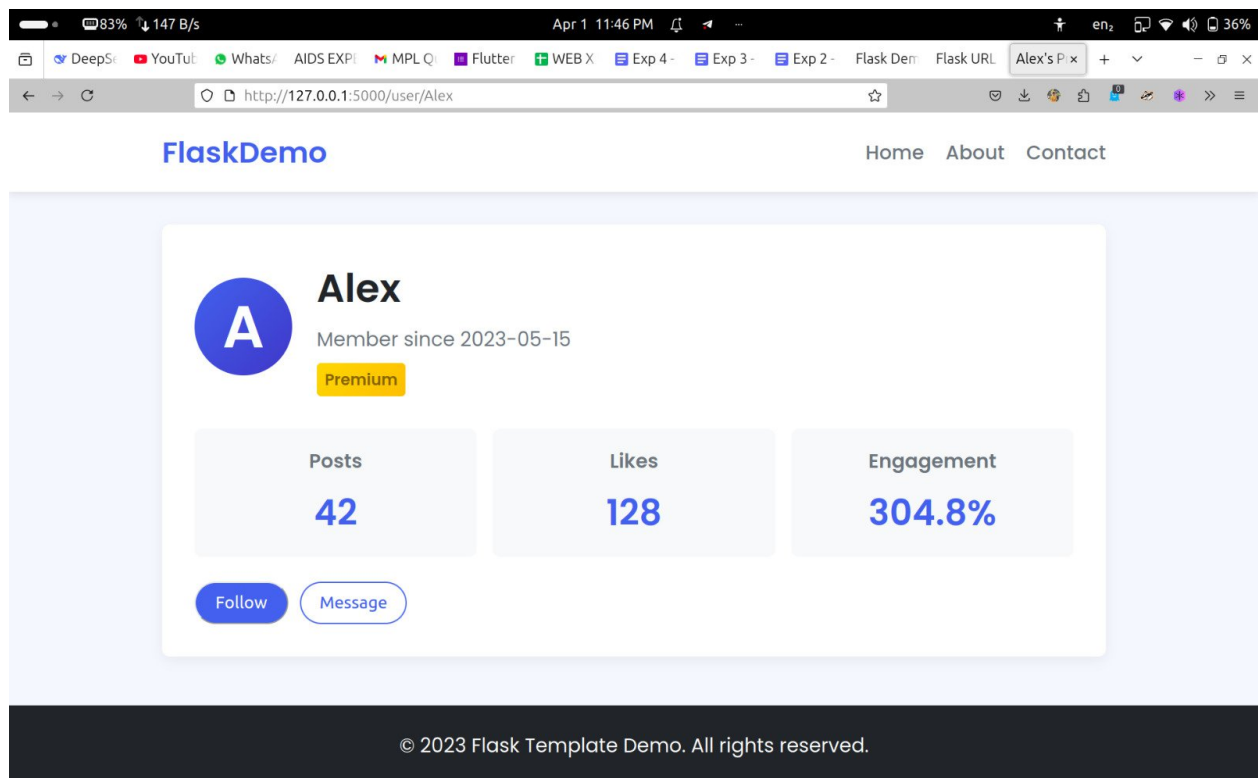 83% 147 B/s Apr 1 11:46 PM en₂ 36%
DeepSe YouTub WhatsA AIDS EXPE MPL Qu Flutter WEB X Exp 4 - Exp 3 - Exp 2 - Flask Dem Flask URL Alex's P
http://127.0.0.1:5000/user/Alex
FlaskDemo Home About Contact
A
Alex
Member since 2023-05-15
Premium
Posts Likes Engagement
42 128 304.8%
Follow Message
© 2023 Flask Template Demo. All rights reserved.